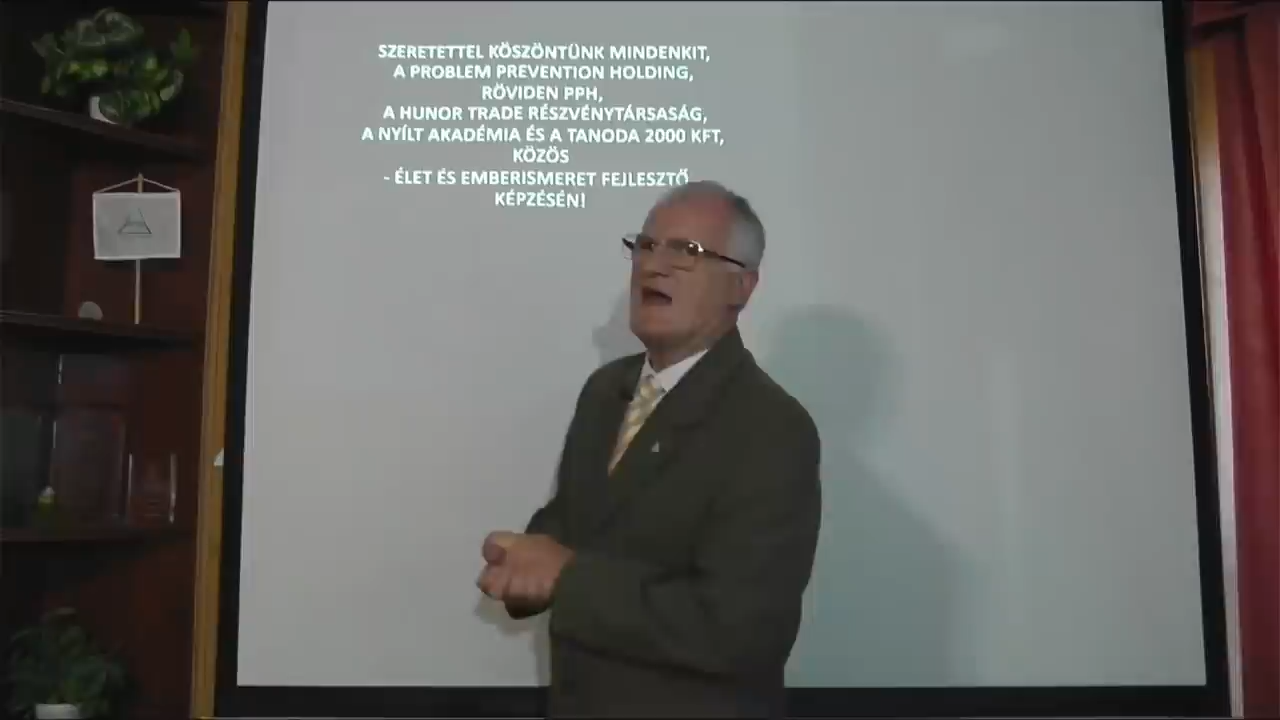 SZERETETTEL KÖSZÖNTÜNK MINDENKIT,
A PROBLEM PREVENTION HOLDING,
RÖVIDEN PPH,
A HUNOR TRADE RÉSZVÉNYTÁRSASÁG,
A NYÍLT AKADÉMIA ÉS A TANODA 2000 KFT,
KÖZÖS
- ÉLET ÉS EMBERISMERET FEJLESZTŐ
KÉPZÉSÉN!